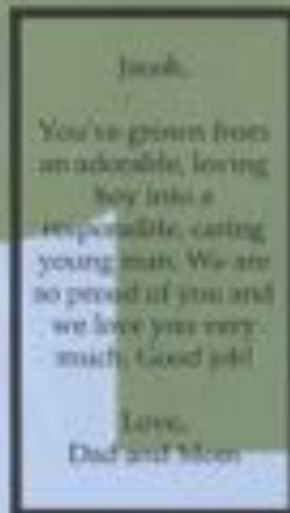 Jacob,
You've grown from
an adorable, loving
boy into a
responsible, caring
young man. We are
so proud of you and
we love you very
much. Good job!
Love,
Dad and Mom